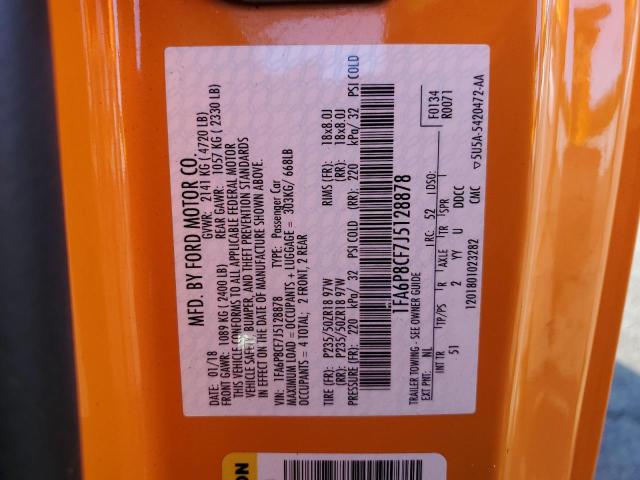 MFD. BY FORD MOTOR CO.
DATE: 01/18 GVWR: 2141 KG ( 4720 LB)
FRONT GAWR: 1089 KG ( 2400 LB) REAR GAWR: 1057 KG ( 2330 LB)
THIS VEHICLE CONFORMS TO ALL APPLICABLE FEDERAL MOTOR
VEHICLE SAFETY, BUMPER, AND THEFT PREVENTION STANDARDS
IN EFFECT ON THE DATE OF MANUFACTURE SHOWN ABOVE.
VIN: 1FA6P8CF7J5128878 TYPE: Passenger Car
MAXIMUM LOAD = OCCUPANTS + LUGGAGE = 303KG/ 668LB
OCCUPANTS = 4 TOTAL; 2 FRONT, 2 REAR
TIRE (FR): P235/50ZR18 97W RIMS (FR): 18x8.0J
(RR): P235/50ZR18 97W (RR): 18x8.0J
PRESSURE (FR): 220 kPa/ 32 PSI COLD (RR): 220 kPa/ 32 PSI COLD
1FA6P8CF7J5128878
TRAILER TOWING - SEE OWNER GUIDE
F0134
R0071
EXT PNT: NL RC: 52 DSO:
INT TR TP/PS R AXLE TR SPR
51 2 YY U DDCC
1201801023282 CMC
▽5U5A-5420472-AA